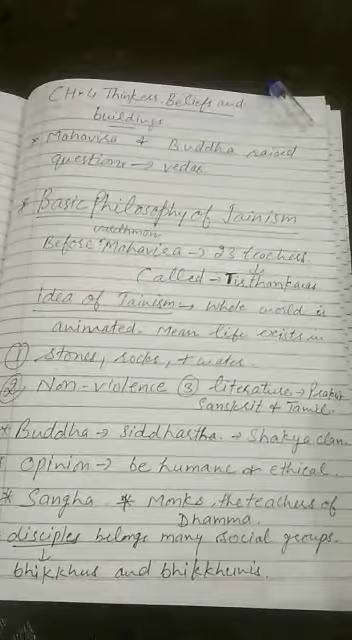 CH-4 Thinkers, Beliefs and
buildings
* Mahavira & Buddha raised
questions → vedas.
* Basic Philosophy of Jainism
vardhman
Before Mahavira → 23 teachers
Called → Tirthankaras
idea of Jainism → Whole world is
animated. Mean life exists in
① stones, rocks, & water.
② Non-violence ③ literature → Prakrit
Sanskrit & Tamil.
* Buddha → Siddhartha. → Shakya clan.
* Opinion → be humane & ethical.
* Sangha * Monks, the teachers of
Dhamma.
disciples belongs many social groups.
↓
bhikkhus and bhikkhunis.